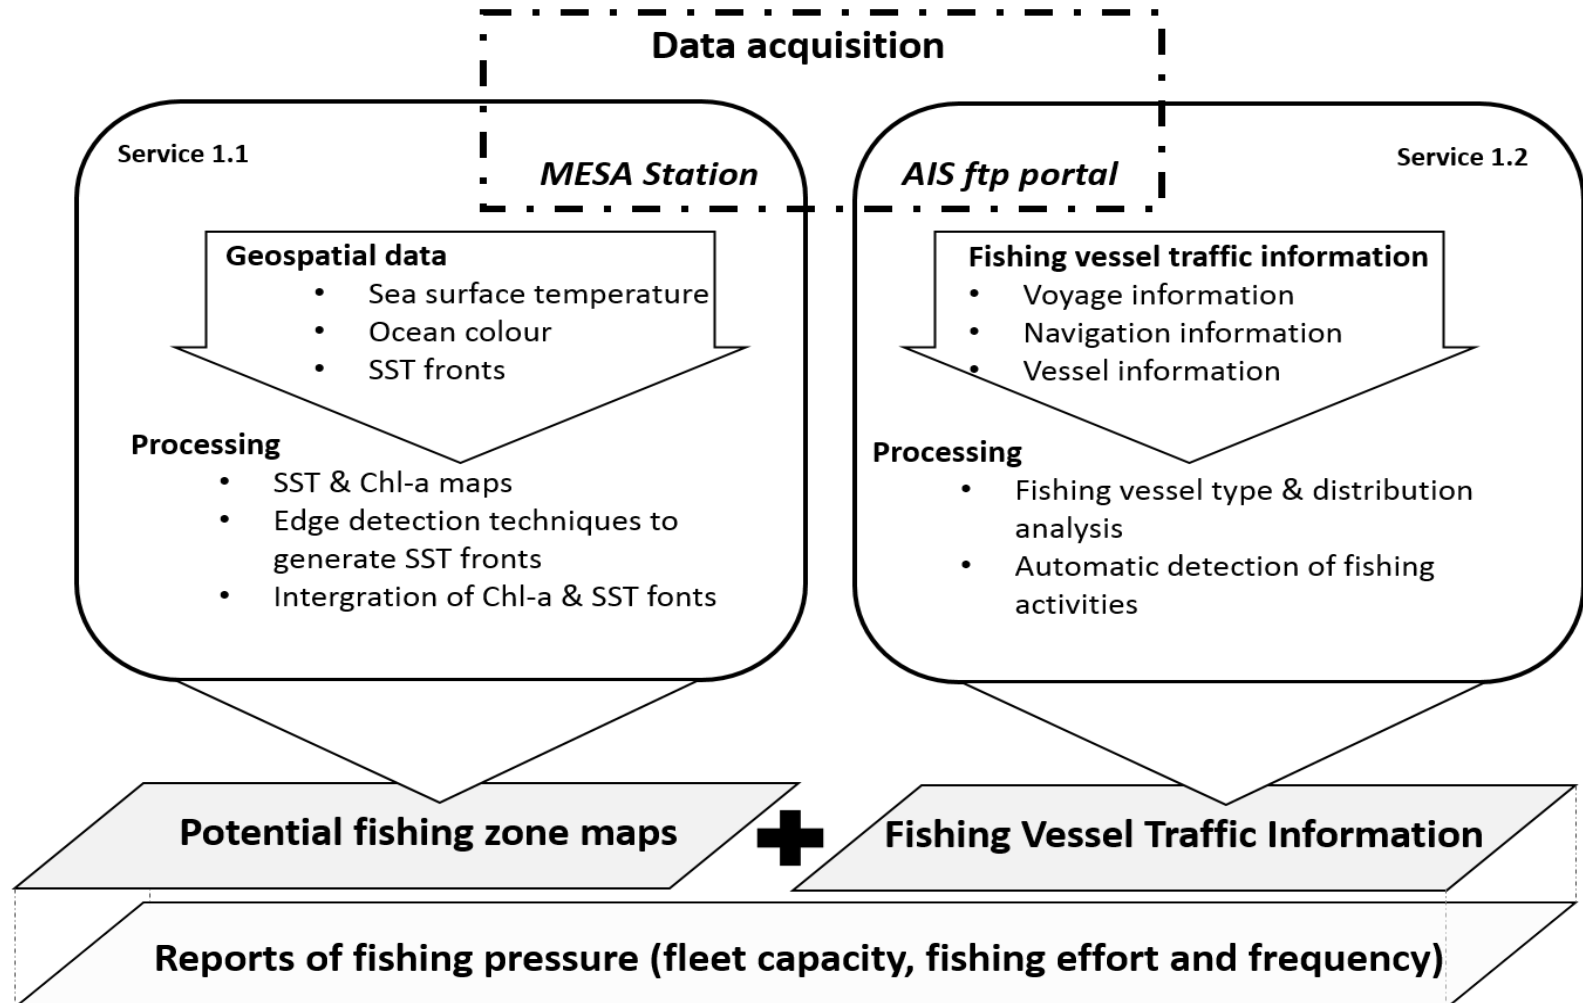 Data acquisition
Service 1.1
MESA Station
Geospatial data
• Sea surface temperature
• Ocean colour
• SST fronts
Processing
• SST & Chl-a maps
• Edge detection techniques to
generate SST fronts
• Intergration of Chl-a & SST fonts
AIS ftp portal
Service 1.2
Fishing vessel traffic information
• Voyage information
• Navigation information
• Vessel information
Processing
• Fishing vessel type & distribution
analysis
• Automatic detection of fishing
activities
Potential fishing zone maps
Fishing Vessel Traffic Information
Reports of fishing pressure (fleet capacity, fishing effort and frequency)